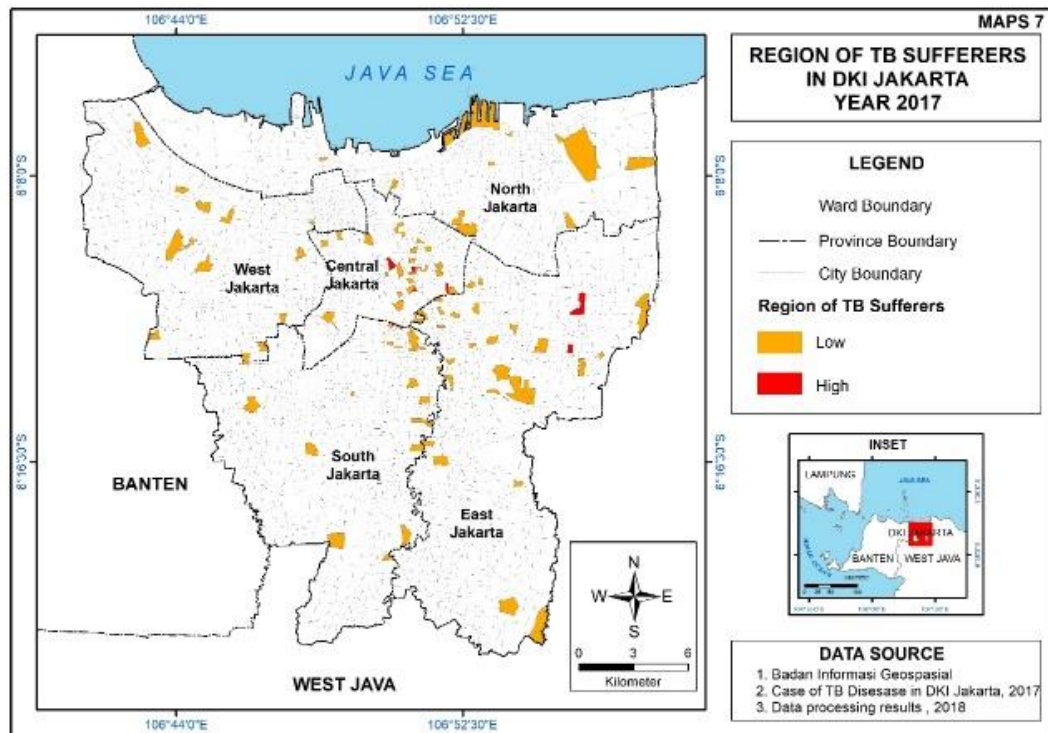 MAPS 7
106°44'0"E
106°52'30"E
REGION OF TB SUFFERERS
IN DKI JAKARTA
YEAR 2017
JAVA SEA
LEGEND
Ward Boundary
Province Boundary
City Boundary
Region of TB Sufferers
Low
High
6°8'0"S
6°8'0"S
North
Jakarta
West
Jakarta
Central
Jakarta
6°16'30"S
6°16'30"S
South
Jakarta
BANTEN
East
Jakarta
WEST JAVA
N
W
E
S
0 3 6
Kilometer
INSET
LAMPUNG
JAVA SEA
DKI JAKARTA
BANTEN
WEST JAVA
DATA SOURCE
1. Badan Informasi Geospasial
2. Case of TB Disesase in DKI Jakarta, 2017
3. Data processing results , 2018
106°44'0"E
106°52'30"E